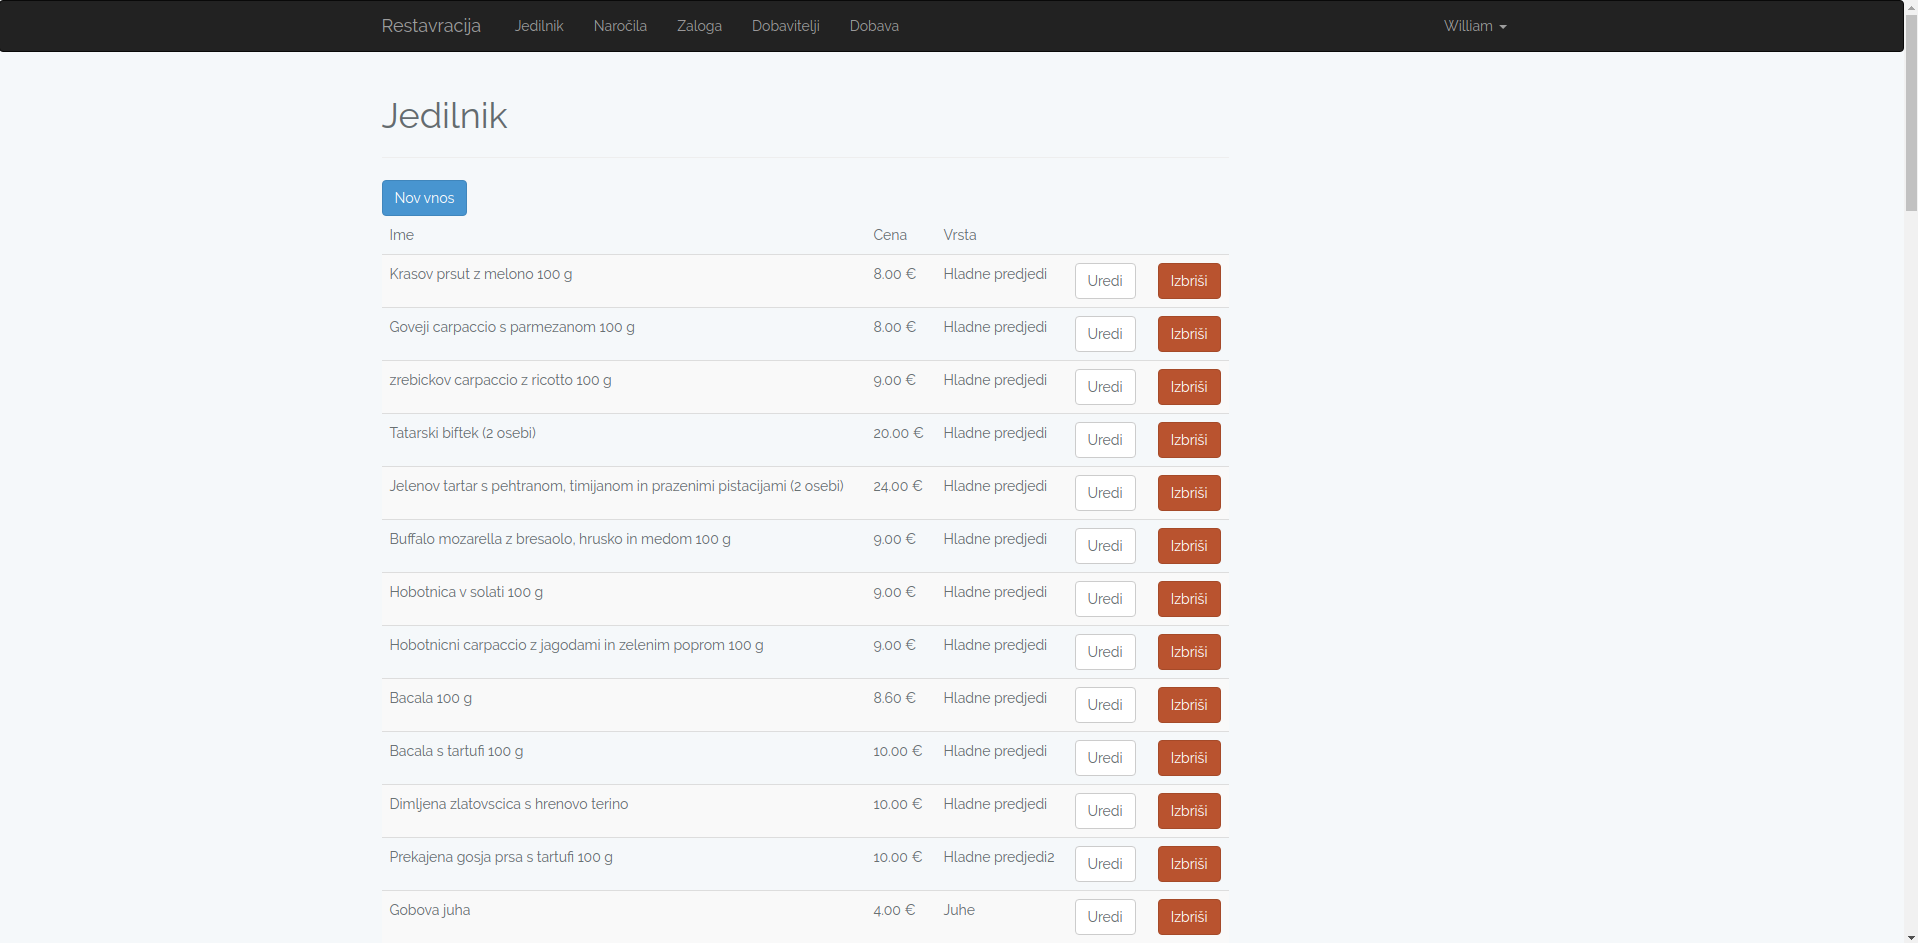 Restavracija Jedilnik Naročila Zaloga Dobavitelji Dobava William
Jedilnik
Nov vnos
Ime Cena Vrsta
Krasov prsut z melono 100 g 8.00 € Hladne predjedi Uredi Izbriši
Goveji carpaccio s parmezanom 100 g 8.00 € Hladne predjedi Uredi Izbriši
zrebickov carpaccio z ricotto 100 g 9.00 € Hladne predjedi Uredi Izbriši
Tatarski biftek (2 osebi) 20.00 € Hladne predjedi Uredi Izbriši
Jelenov tartar s pehtranom, timijanom in prazenimi pistacijami (2 osebi) 24.00 € Hladne predjedi Uredi Izbriši
Buffalo mozarella z bresaolo, hrusko in medom 100 g 9.00 € Hladne predjedi Uredi Izbriši
Hobotnica v solati 100 g 9.00 € Hladne predjedi Uredi Izbriši
Hobotnicni carpaccio z jagodami in zelenim poprom 100 g 9.00 € Hladne predjedi Uredi Izbriši
Bacala 100 g 8.60 € Hladne predjedi Uredi Izbriši
Bacala s tartufi 100 g 10.00 € Hladne predjedi Uredi Izbriši
Dimljena zlatovscica s hrenovo terino 10.00 € Hladne predjedi Uredi Izbriši
Prekajena gosja prsa s tartufi 100 g 10.00 € Hladne predjedi2 Uredi Izbriši
Gobova juha 4.00 € Juhe Uredi Izbriši